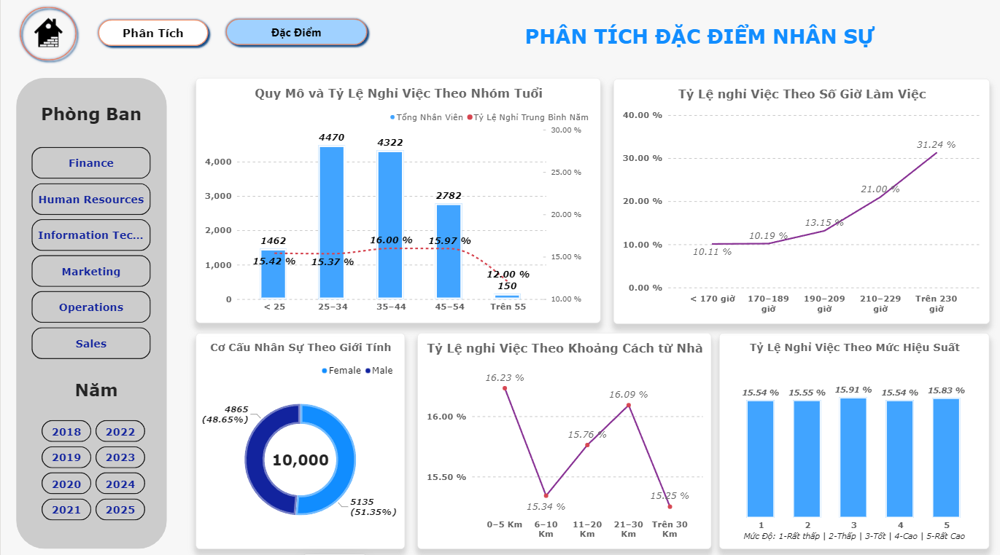 Phân Tích
Đặc Điểm
PHÂN TÍCH ĐẶC ĐIỂM NHÂN SỰ
Phòng Ban
Finance
Human Resources
Information Tec...
Marketing
Operations
Sales
Năm
2018
2022
2019
2023
2020
2024
2021
2025
Quy Mô và Tỷ Lệ Nghỉ Việc Theo Nhóm Tuổi
Tổng Nhân Viên
Tỷ Lệ Nghỉ Trung Bình Năm
30.00 %
25.00 %
20.00 %
15.00 %
10.00 %
4,000
3,000
2,000
1,000
0
1462
4470
4322
2782
150
15.42 %
15.37 %
16.00 %
15.97 %
12.00 %
< 25
25–34
35–44
45–54
Trên 55
Tỷ Lệ nghỉ Việc Theo Số Giờ Làm Việc
40.00 %
30.00 %
20.00 %
10.00 %
0.00 %
10.11 %
10.19 %
13.15 %
21.00 %
31.24 %
< 170 giờ
170–189
giờ
190–209
giờ
210–229
giờ
Trên 230
giờ
Cơ Cấu Nhân Sự Theo Giới Tính
Female
Male
4865
(48.65%)
10,000
5135
(51.35%)
Tỷ Lệ nghỉ Việc Theo Khoảng Cách từ Nhà
16.00 %
15.50 %
16.23 %
15.34 %
15.76 %
16.09 %
15.25 %
0–5 Km
6–10
Km
11–20
Km
21–30
Km
Trên 30
Km
Tỷ Lệ Nghỉ Việc Theo Mức Hiệu Suất
15.54 %
15.55 %
15.91 %
15.54 %
15.83 %
1
2
3
4
5
Mức Độ: 1-Rất thấp | 2-Thấp | 3-Tốt | 4-Cao | 5-Rất Cao